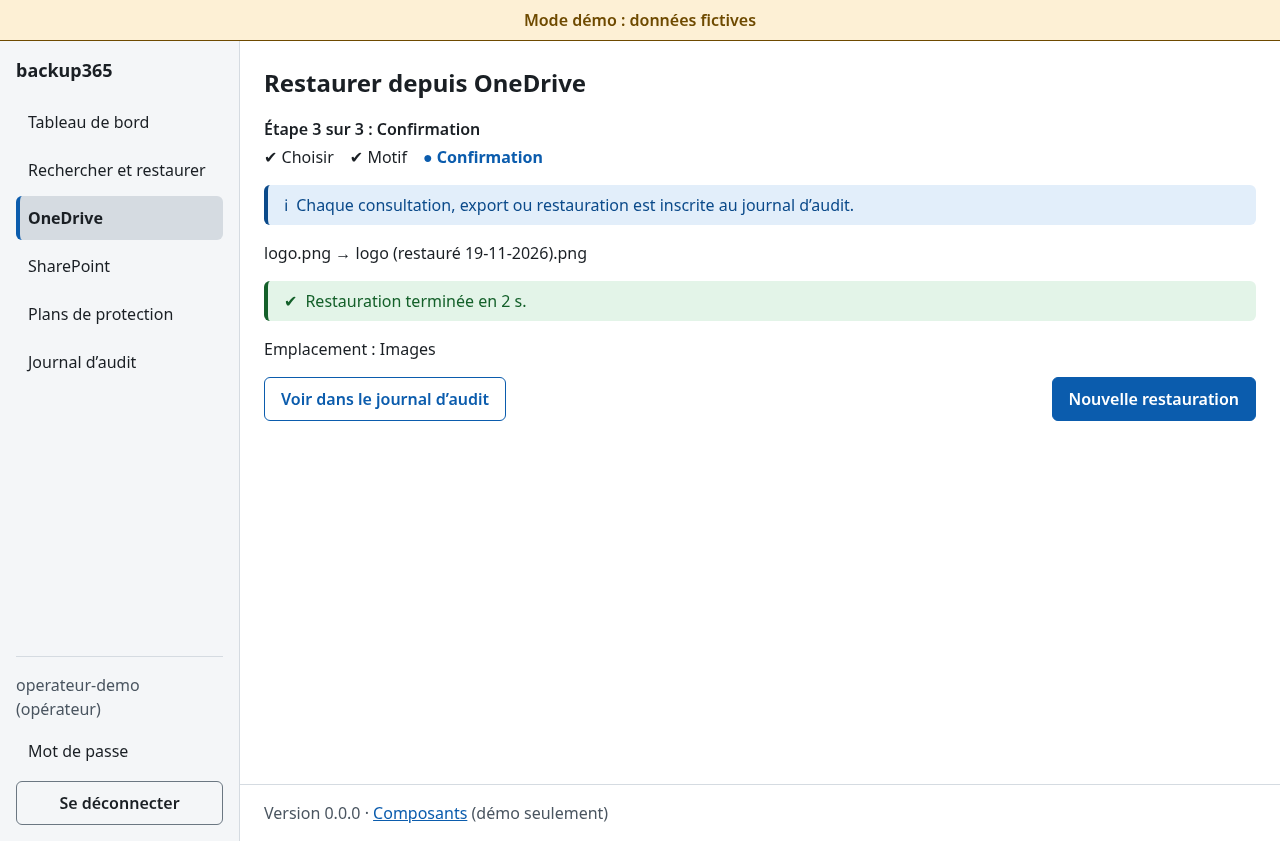 Mode démo : données fictives
backup365
Tableau de bord
Rechercher et restaurer
OneDrive
SharePoint
Plans de protection
Journal d’audit
operateur-demo
(opérateur)
Mot de passe
Se déconnecter
Restaurer depuis OneDrive
Étape 3 sur 3 : Confirmation
✔ Choisir ✔ Motif ● Confirmation
i Chaque consultation, export ou restauration est inscrite au journal d’audit.
logo.png → logo (restauré 19-11-2026).png
✔ Restauration terminée en 2 s.
Emplacement : Images
Voir dans le journal d’audit
Nouvelle restauration
Version 0.0.0 · Composants (démo seulement)